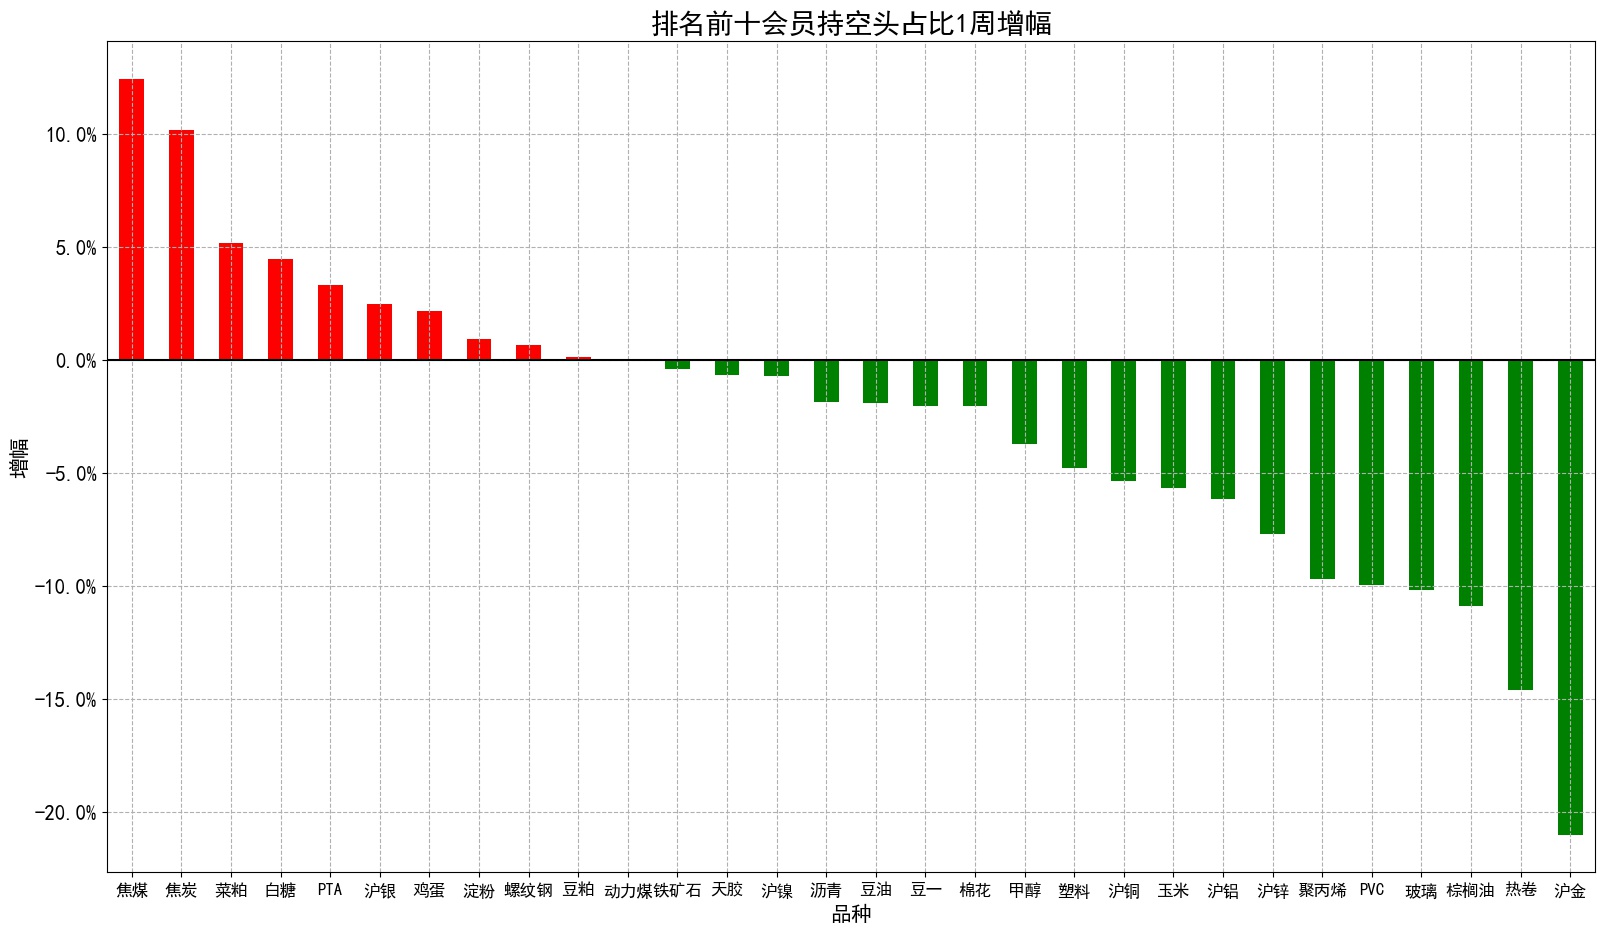 排名前十会员持空头占比1周增幅
10.0%
5.0%
0.0%
-5.0%
-10.0%
-15.0%
-20.0%
增幅
焦煤 焦炭 菜粕 白糖 PTA 沪银 鸡蛋 淀粉 螺纹钢 豆粕 动力煤 铁矿石 天胶 沪镍 沥青 豆油 豆一 棉花 甲醇 塑料 沪铜 玉米 沪铝 沪锌 聚丙烯 PVC 玻璃 棕榈油 热卷 沪金
品种